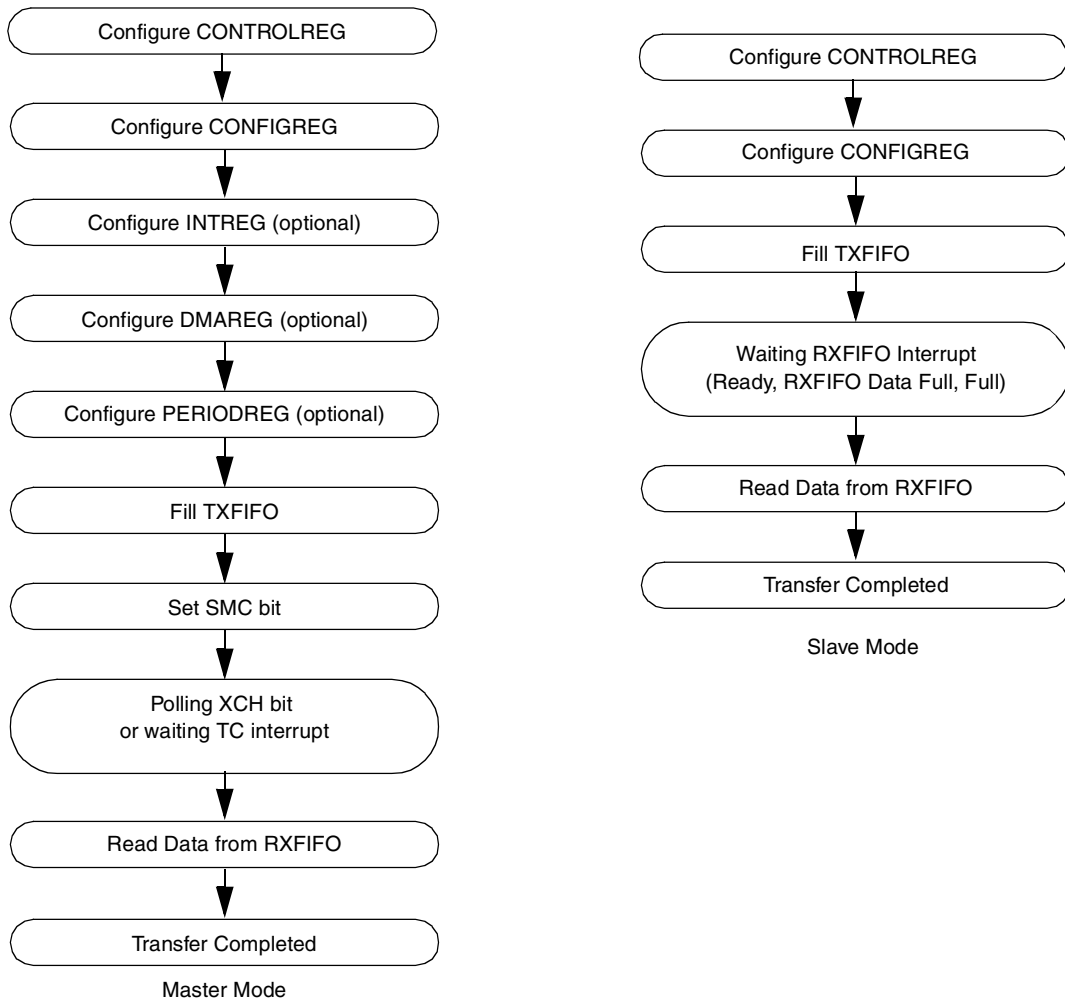 Configure CONTROLREG
Configure CONFIGREG
Configure INTREG (optional)
Configure DMAREG (optional)
Configure PERIODREG (optional)
Fill TXFIFO
Set SMC bit
Polling XCH bit
or waiting TC interrupt
Read Data from RXFIFO
Transfer Completed
Master Mode
Configure CONTROLREG
Configure CONFIGREG
Fill TXFIFO
Waiting RXFIFO Interrupt
(Ready, RXFIFO Data Full, Full)
Read Data from RXFIFO
Transfer Completed
Slave Mode